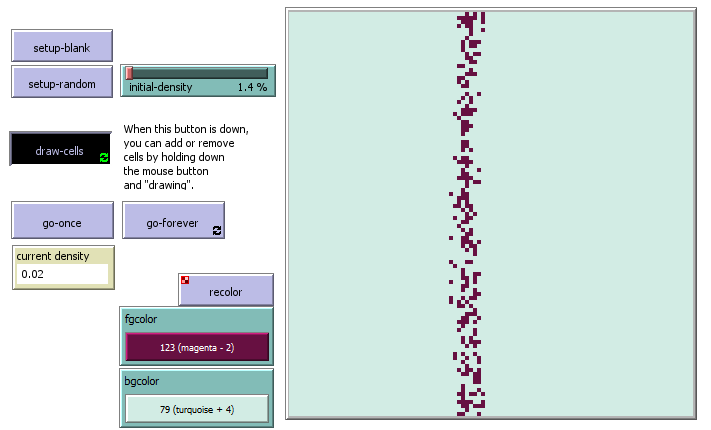 setup-blank
setup-random
initial-density 1.4 %
draw-cells
When this button is down,
you can add or remove
cells by holding down
the mouse button
and "drawing".
go-once
go-forever
current density
0.02
recolor
fgcolor
123 (magenta - 2)
bgcolor
79 (turquoise + 4)